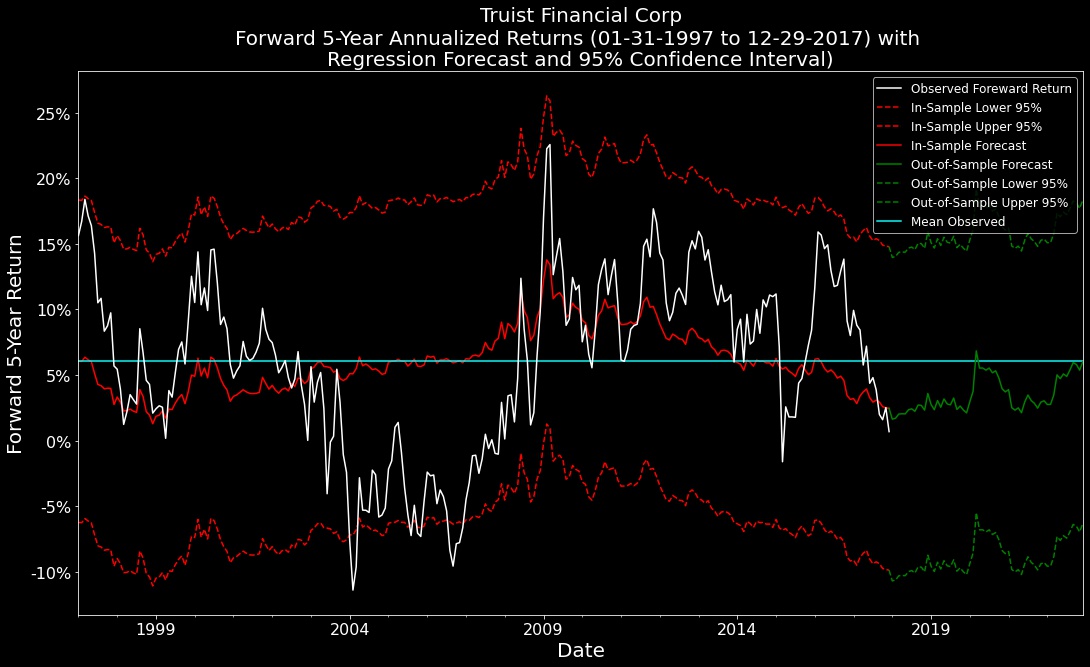 Truist Financial Corp
Forward 5-Year Annualized Returns (01-31-1997 to 12-29-2017) with
Regression Forecast and 95% Confidence Interval)
Observed Foreward Return
In-Sample Lower 95%
In-Sample Upper 95%
In-Sample Forecast
Out-of-Sample Forecast
Out-of-Sample Lower 95%
Out-of-Sample Upper 95%
Mean Observed
Forward 5-Year Return
25%
20%
15%
10%
5%
0%
-5%
-10%
1999
2004
2009
2014
2019
Date